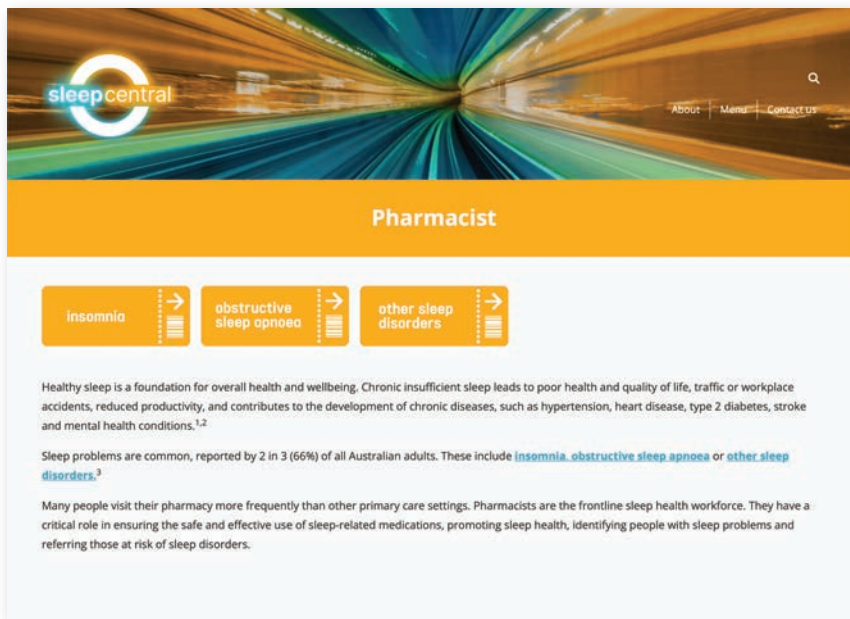 sleepcentral
About
Menu
Contact us
Pharmacist
insomnia
obstructive
sleep apnoea
other sleep
disorders
Healthy sleep is a foundation for overall health and wellbeing. Chronic insufficient sleep leads to poor health and quality of life, traffic or workplace
accidents, reduced productivity, and contributes to the development of chronic diseases, such as hypertension, heart disease, type 2 diabetes, stroke
and mental health conditions.1,2
Sleep problems are common, reported by 2 in 3 (66%) of all Australian adults. These include insomnia, obstructive sleep apnoea or other sleep
disorders.3
Many people visit their pharmacy more frequently than other primary care settings. Pharmacists are the frontline sleep health workforce. They have a
critical role in ensuring the safe and effective use of sleep-related medications, promoting sleep health, identifying people with sleep problems and
referring those at risk of sleep disorders.